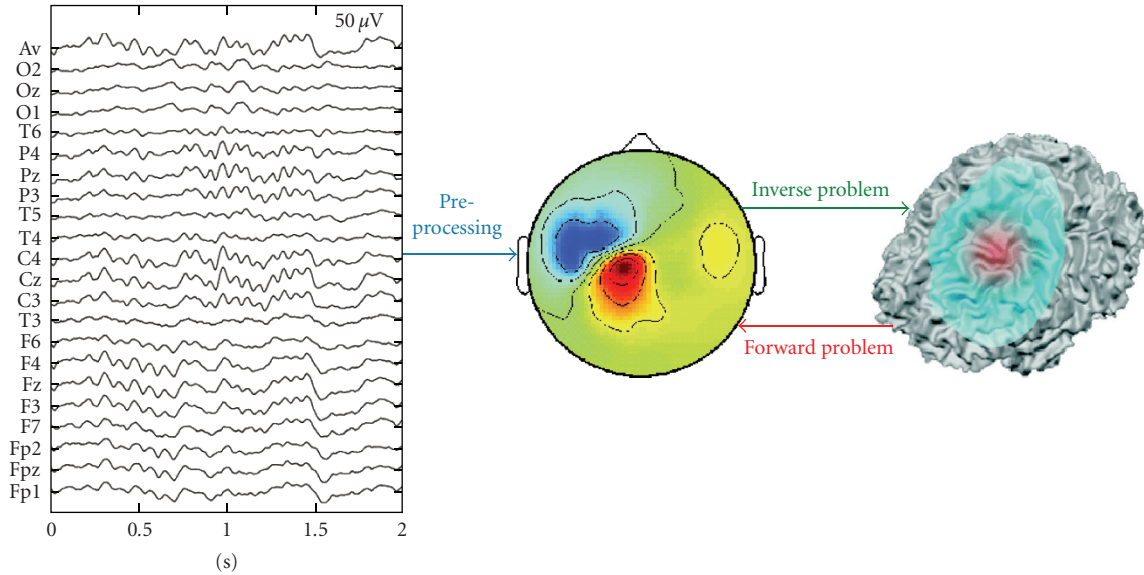 50 μV
Av
O2
Oz
O1
T6
P4
Pz
P3
T5
T4
C4
Cz
C3
T3
F6
F4
Fz
F3
F7
Fp2
Fpz
Fp1
0 0.5 1 1.5 2
(s)
Pre-
processing
Inverse problem
Forward problem